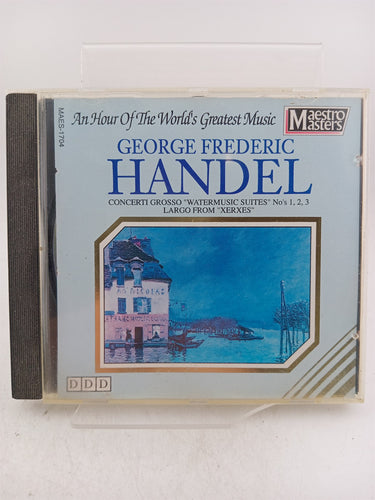 MAES-1704
An Hour Of The World's Greatest Music
Maestro
Masters
GEORGE FREDERIC
HANDEL
CONCERTI GROSSO "WATERMUSIC SUITES" No's 1, 2, 3
LARGO FROM "XERXES"
DDD